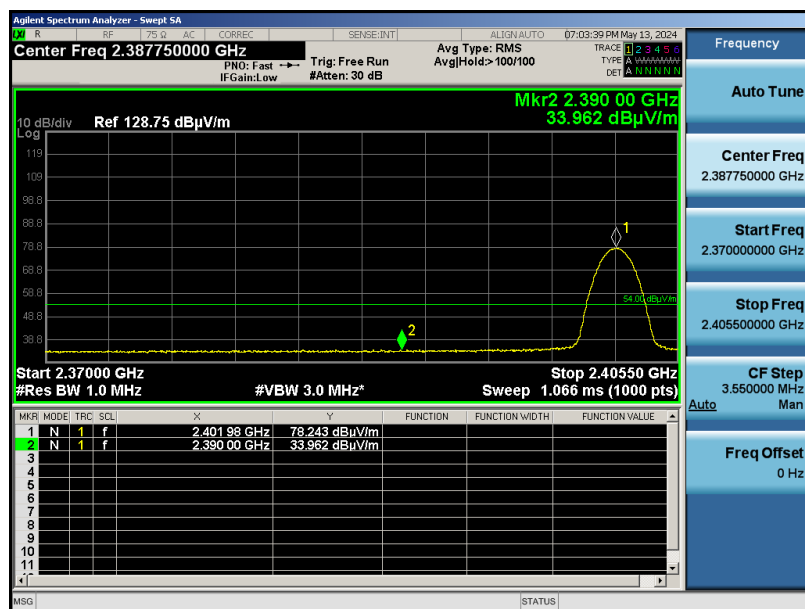 Agilent Spectrum Analyzer - Swept SA
LXI R RF 75 Ω AC CORREC SENSE:INT ALIGN AUTO 07:03:39 PM May 13, 2024
Center Freq 2.387750000 GHz
PNO: Fast
IFGain:Low
Trig: Free Run
#Atten: 30 dB
Avg Type: RMS
Avg|Hold:>100/100
TRACE 1 2 3 4 5 6
TYPE A
DET A N N N N N
Mkr2 2.390 00 GHz
33.962 dBµV/m
10 dB/div Ref 128.75 dBµV/m
Log
119
109
98.8
88.8
78.8
68.8
58.8
48.8
38.8
1
2
54.00 dBµV/m
Start 2.37000 GHz Stop 2.40550 GHz
#Res BW 1.0 MHz #VBW 3.0 MHz* Sweep 1.066 ms (1000 pts)
MKR MODE TRC SCL X Y FUNCTION FUNCTION WIDTH FUNCTION VALUE
1 N 1 f 2.401 98 GHz 78.243 dBµV/m
2 N 1 f 2.390 00 GHz 33.962 dBµV/m
3
4
5
6
7
8
9
10
11
MSG STATUS
Frequency
Auto Tune
Center Freq
2.387750000 GHz
Start Freq
2.370000000 GHz
Stop Freq
2.405500000 GHz
CF Step
3.550000 MHz
Auto Man
Freq Offset
0 Hz